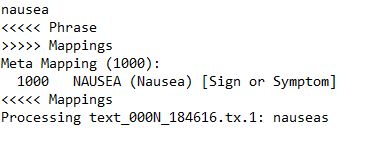 nausea
<<<<< Phrase
>>>>> Mappings
Meta Mapping (1000):
  1000   NAUSEA (Nausea) [Sign or Symptom]
<<<<< Mappings
Processing text_000N_184616.tx.1: nauseas